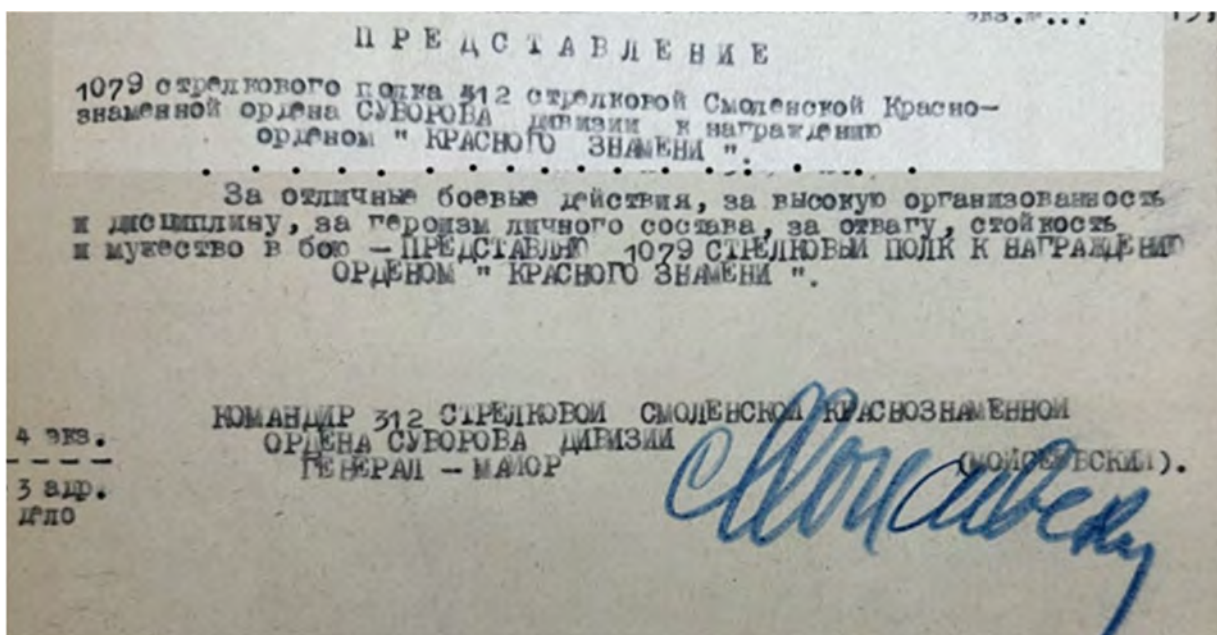 ПРЕДСТАВЛЕНИЕ
1079 стрелкового полка 312 стрелковой Смоленской Красно-
знаменной ордена СУВОРОВА дивизии к награждению
орденом " КРАСНОГО ЗНАМЕНИ ".
. . . . . . . . . . . . . . . . . . .
За отличные боевые действия, за высокую организованность
и дисциплину, за героизм личного состава, за отвагу, стойкость
и мужество в бою - ПРЕДСТАВЛЯЮ 1079 СТРЕЛКОВЫЙ ПОЛК К НАГРАЖДЕНИЮ
ОРДЕНОМ " КРАСНОГО ЗНАМЕНИ ".
КОМАНДИР 312 СТРЕЛКОВОЙ СМОЛЕНСКОЙ КРАСНОЗНАМЕННОЙ
ОРДЕНА СУВОРОВА ДИВИЗИИ
ГЕНЕРАЛ - МАЙОР (МОИСЕЕВСКИЙ).
4 экз.
3 адр.
дело